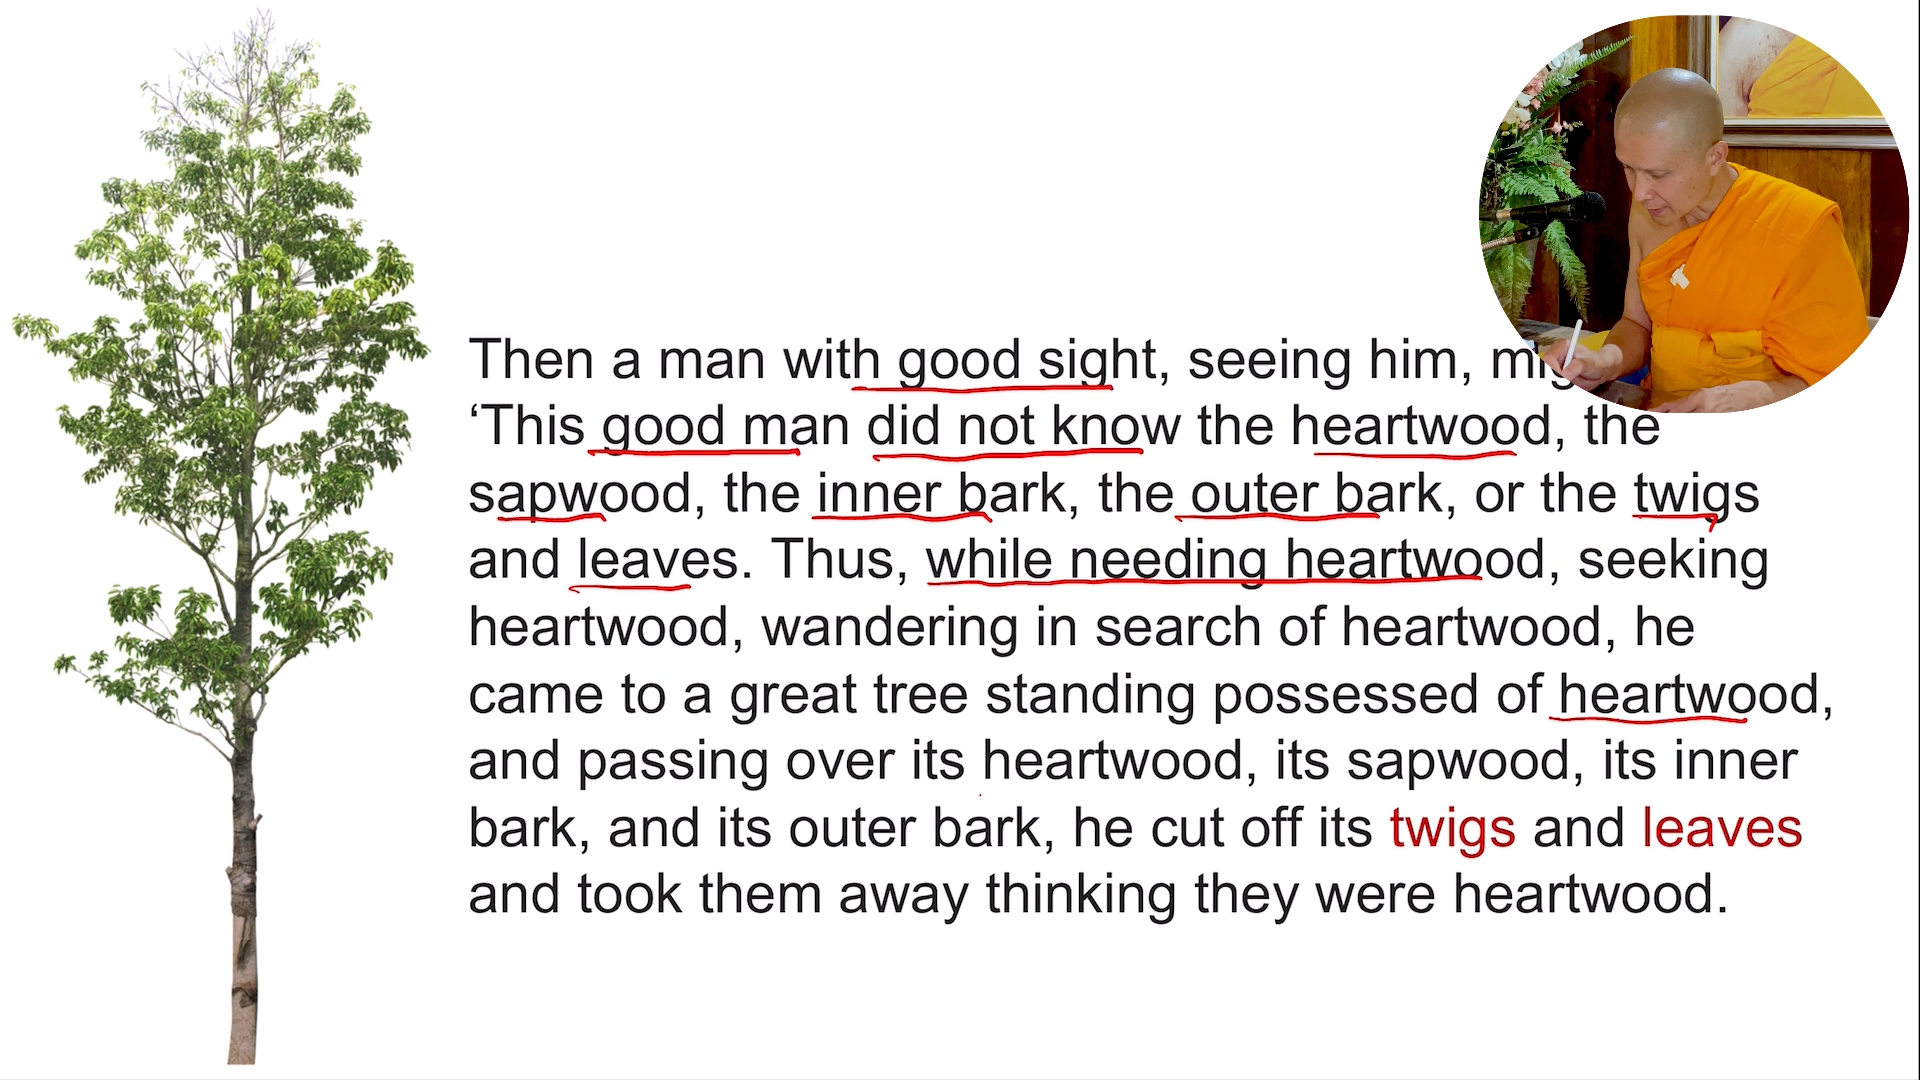 Then a man with good sight, seeing him,
‘This good man did not know the heartwood, the
sapwood, the inner bark, the outer bark, or the twigs
and leaves. Thus, while needing heartwood, seeking
heartwood, wandering in search of heartwood, he
came to a great tree standing possessed of heartwood,
and passing over its heartwood, its sapwood, its inner
bark, and its outer bark, he cut off its twigs and leaves
and took them away thinking they were heartwood.